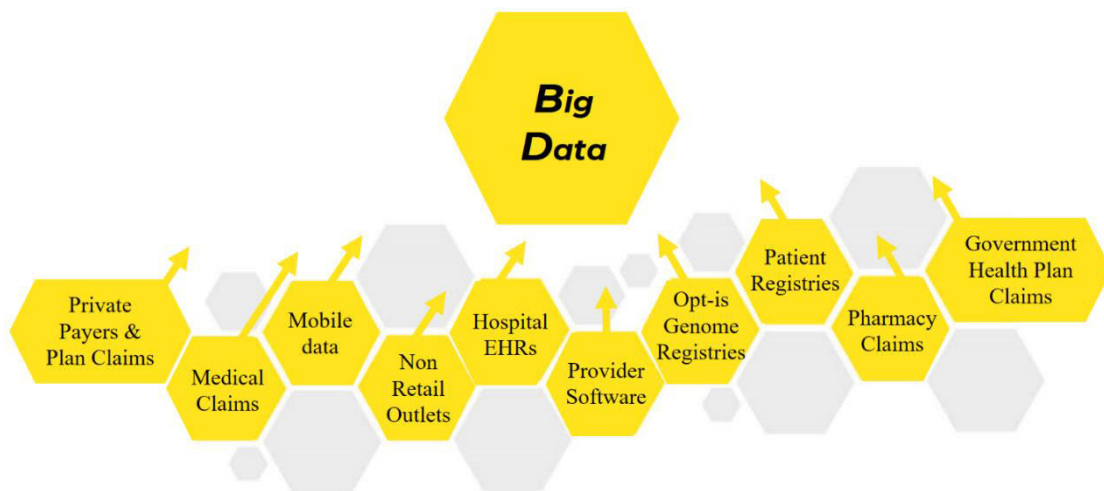 Big
Data
Private
Payers &
Plan Claims
Medical
Claims
Mobile
data
Non
Retail
Outlets
Hospital
EHRs
Provider
Software
Opt-is
Genome
Registries
Patient
Registries
Pharmacy
Claims
Government
Health Plan
Claims